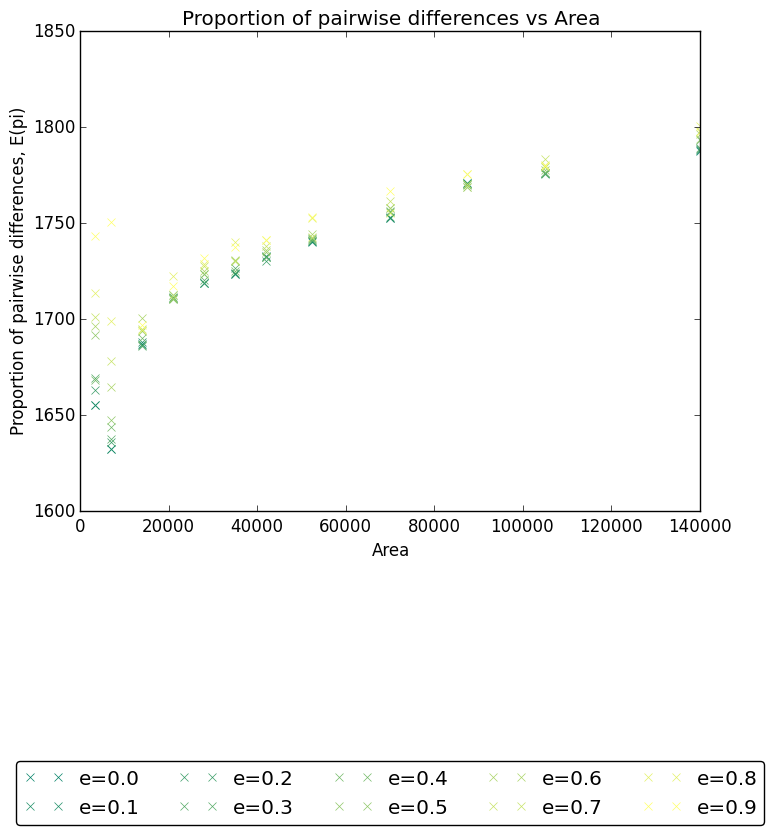 Proportion of pairwise differences vs Area
1850
1800
1750
1700
1650
1600
Proportion of pairwise differences, E(pi)
0 20000 40000 60000 80000 100000 120000 140000
Area
e=0.0 e=0.2 e=0.4 e=0.6 e=0.8
e=0.1 e=0.3 e=0.5 e=0.7 e=0.9